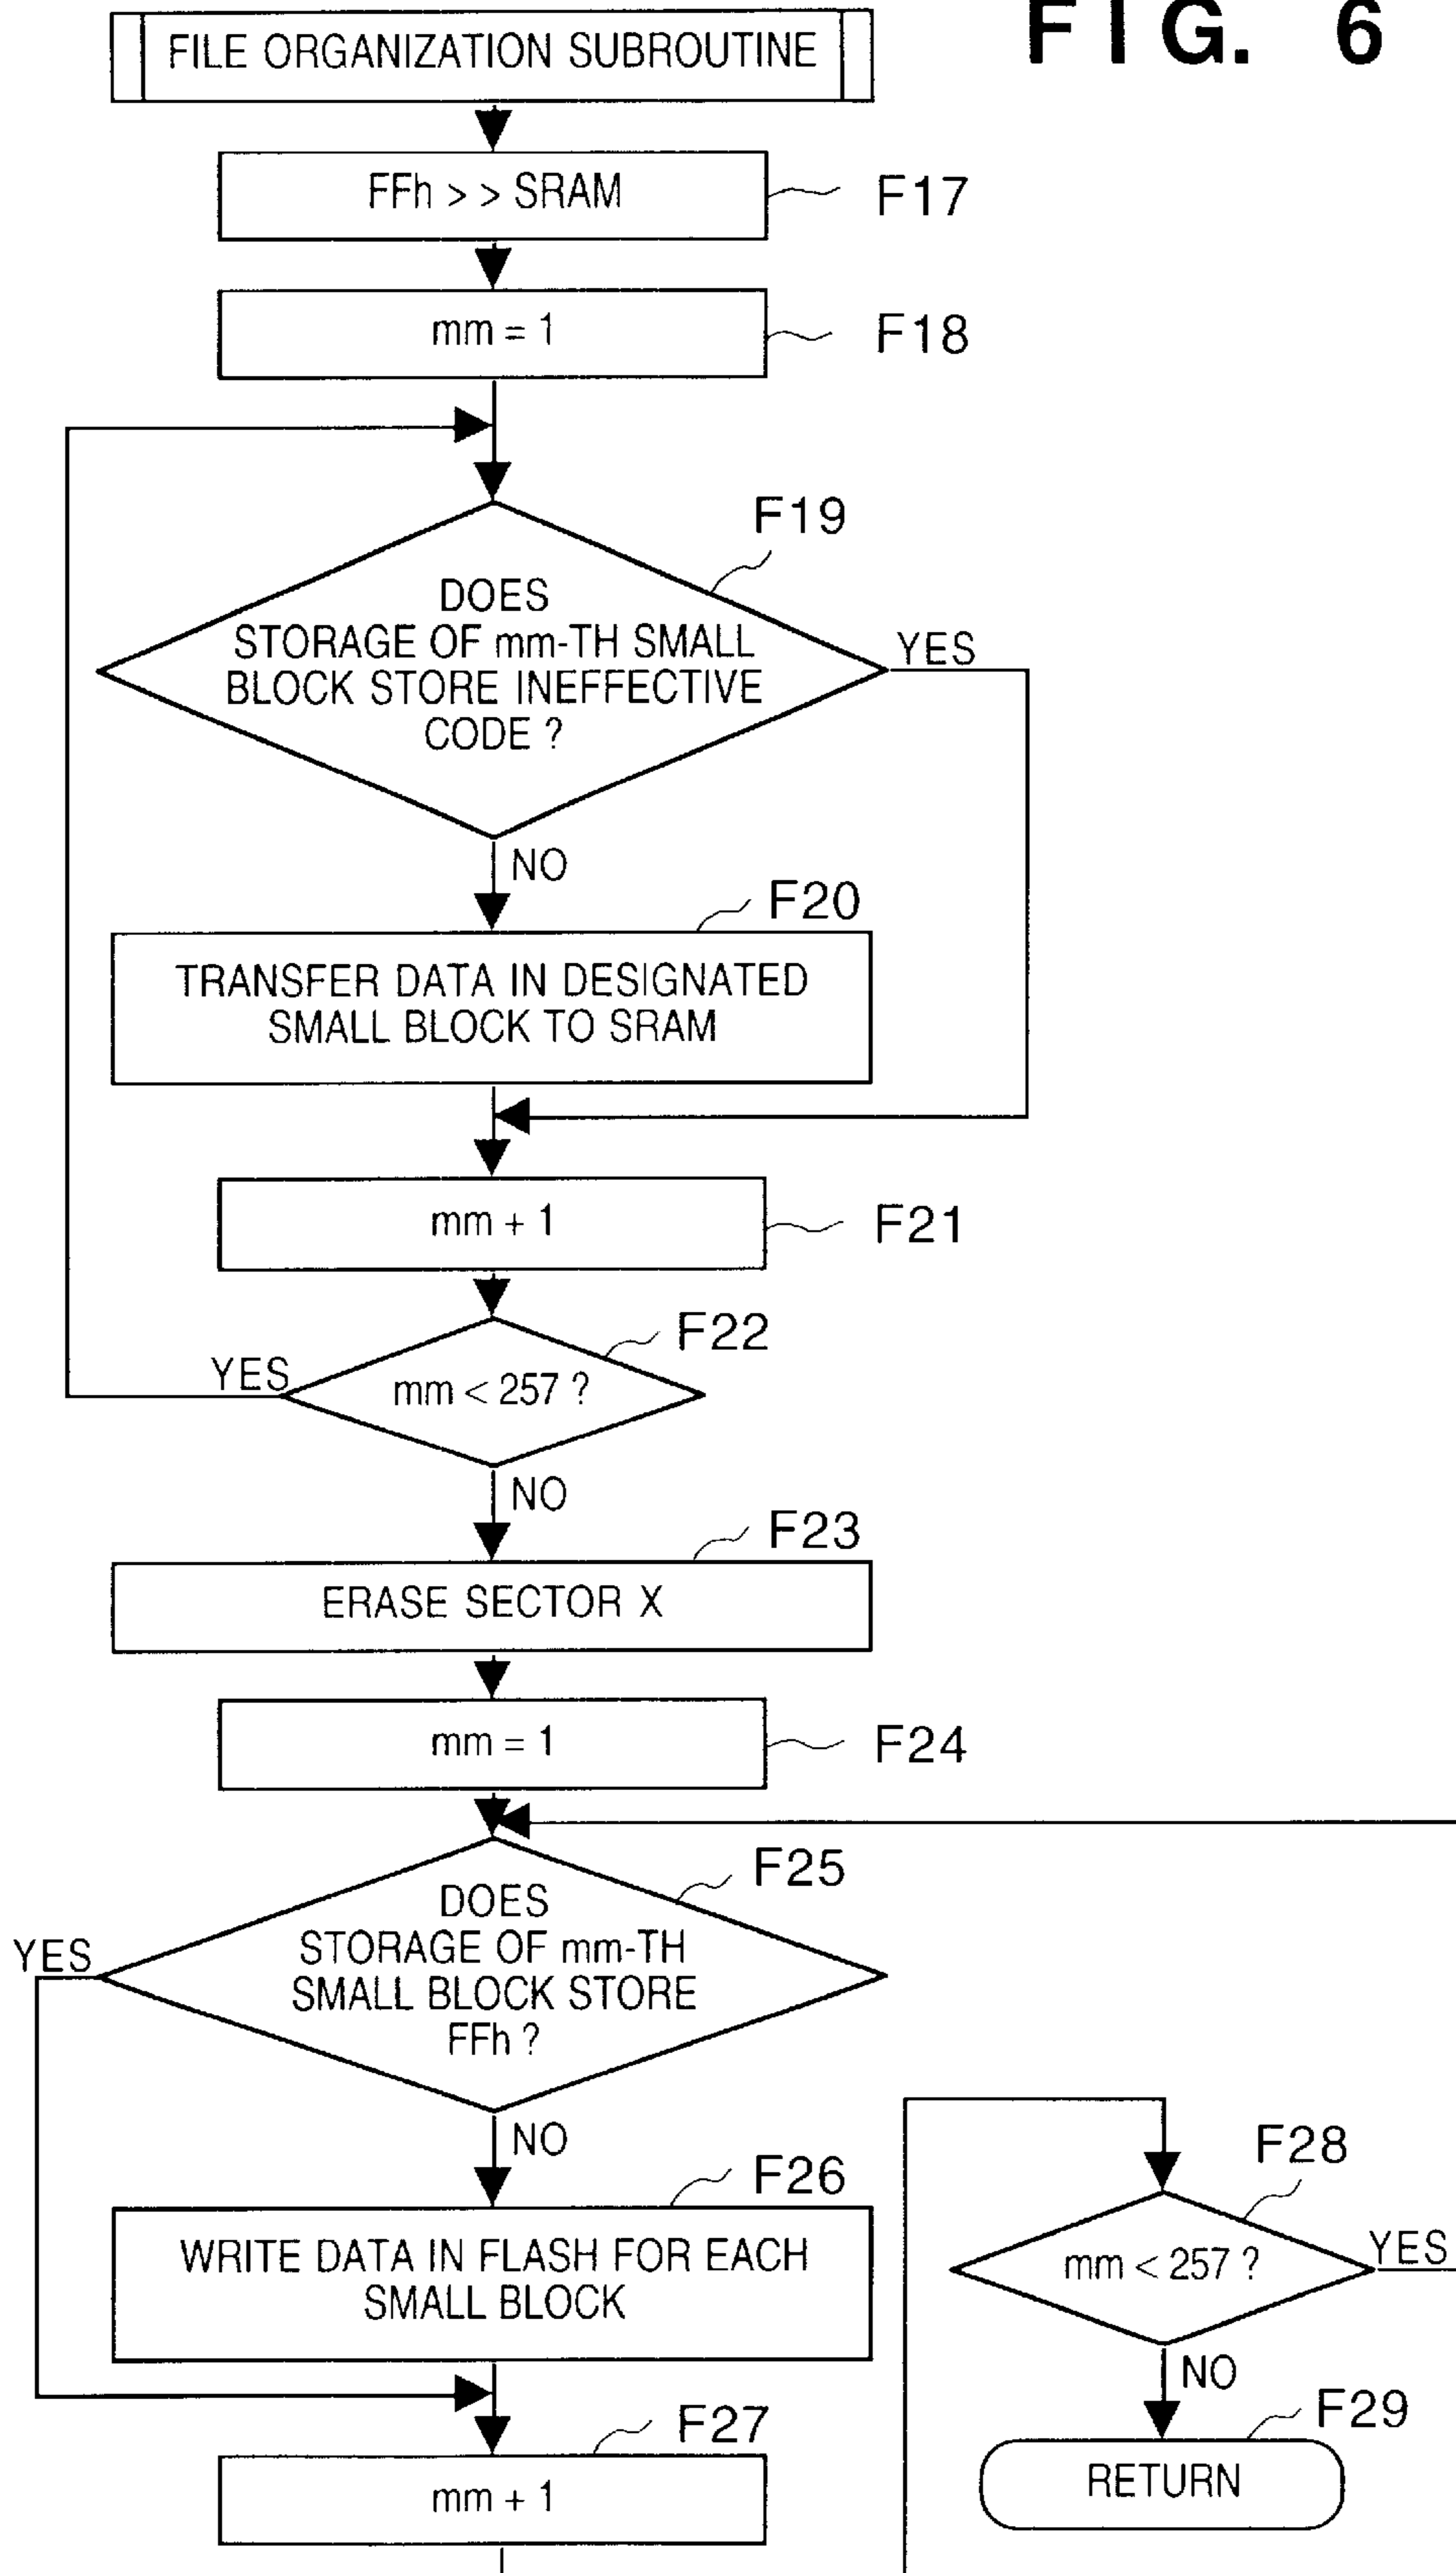 FIG. 6
FILE ORGANIZATION SUBROUTINE
FFh > > SRAM
F17
mm = 1
F18
F19
DOES
STORAGE OF mm-TH SMALL
BLOCK STORE INEFFECTIVE
CODE ?
YES
NO
F20
TRANSFER DATA IN DESIGNATED
SMALL BLOCK TO SRAM
mm + 1
F21
F22
mm < 257 ?
YES
NO
F23
ERASE SECTOR X
mm = 1
F24
F25
DOES
STORAGE OF mm-TH
SMALL BLOCK STORE
FFh ?
YES
NO
F26
WRITE DATA IN FLASH FOR EACH
SMALL BLOCK
F27
mm + 1
F28
mm < 257 ?
YES
NO
F29
RETURN